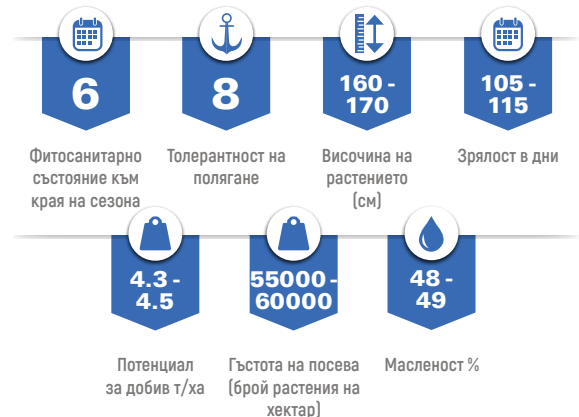 6
8
160 -
170
105 -
115
Фитосанитарно
състояние към
края на сезона
Толерантност на
полягане
Височина на
растението
(см)
Зрялост в дни
4.3 -
4.5
55000 -
60000
48 -
49
Потенциал
за добив т/ха
Гъстота на посева
(брой растения на
хектар)
Масленост %